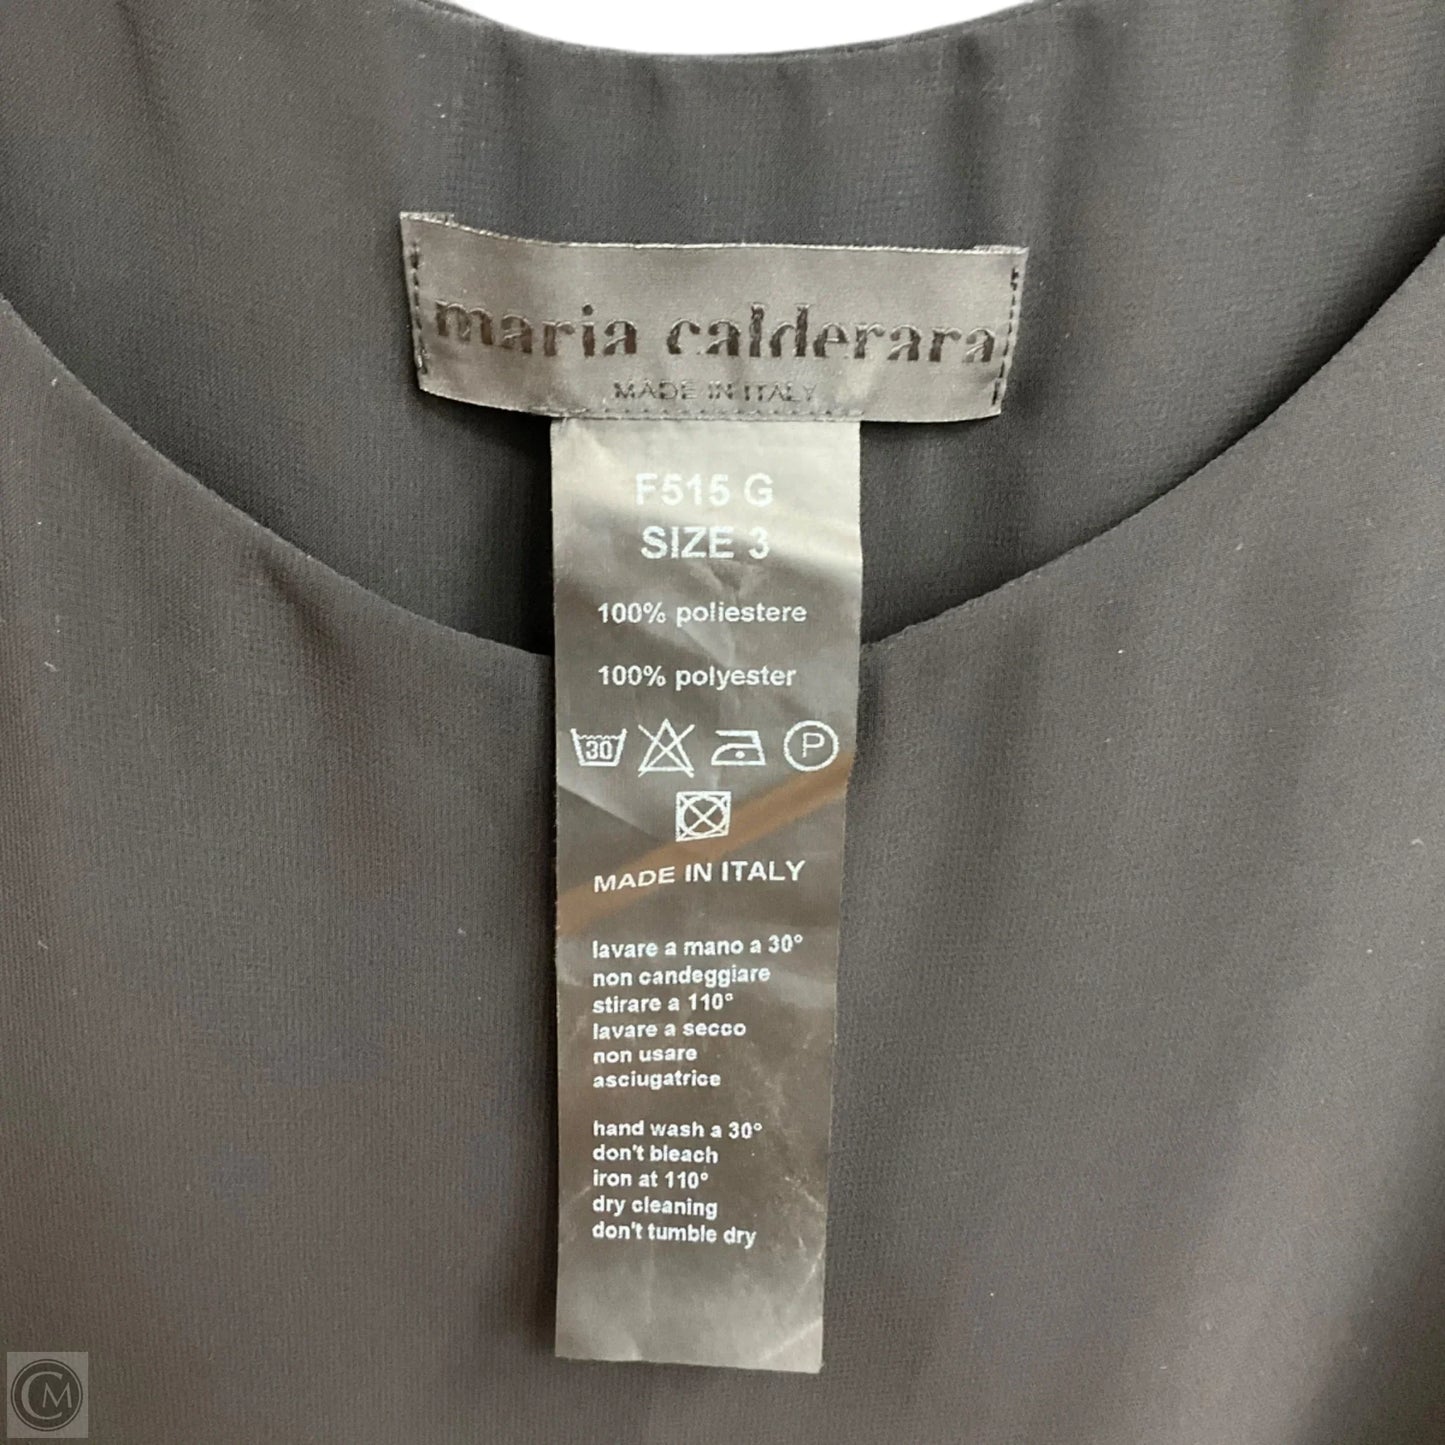 maria calderara
MADE IN ITALY
F515 G
SIZE 3
100% poliestere
100% polyester
30
P
MADE IN ITALY
lavare a mano a 30°
non candeggiare
stirare a 110°
lavare a secco
non usare
asciugatrice
hand wash a 30°
don't bleach
iron at 110°
dry cleaning
don't tumble dry
CM